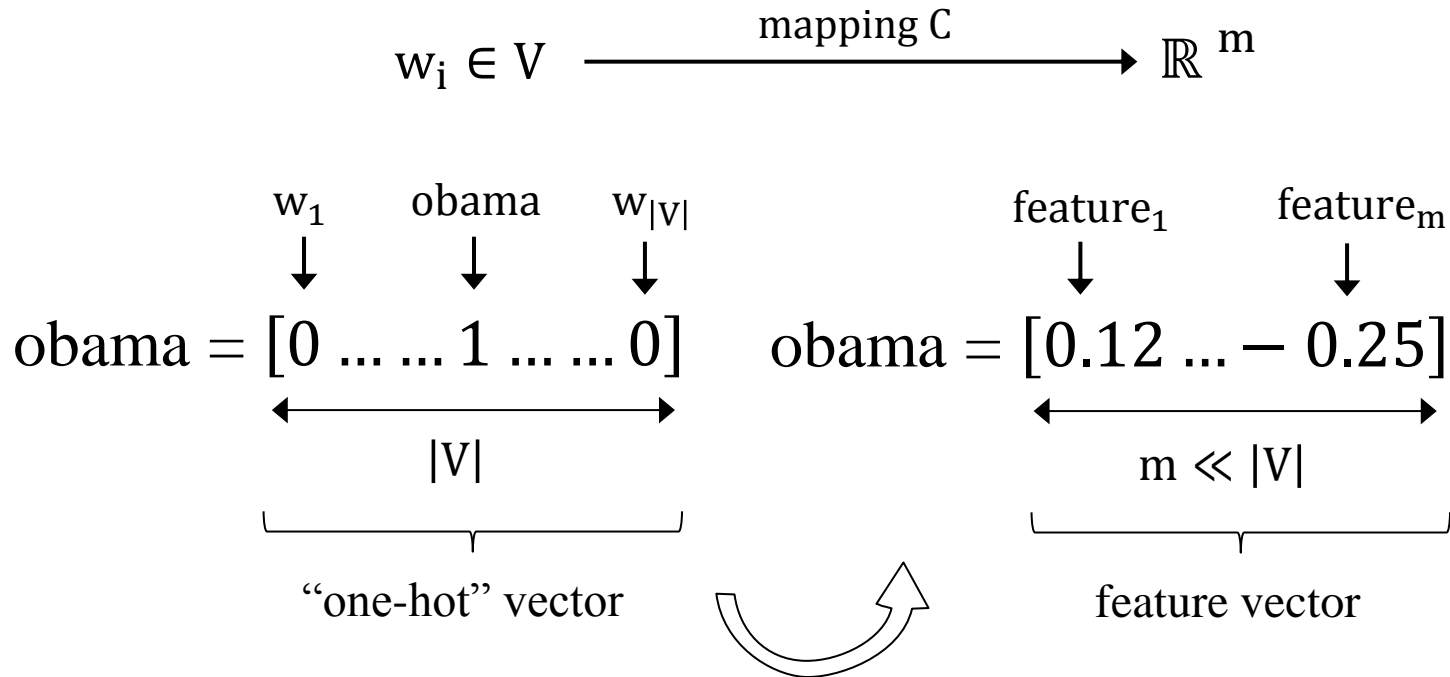 mapping C
wᵢ ∈ V ℝ ᵐ
w₁ obama w|V| feature₁ featureₘ
obama = [0 … … 1 … … 0] obama = [0.12 … − 0.25]
|V| m ≪ |V|
“one-hot” vector feature vector